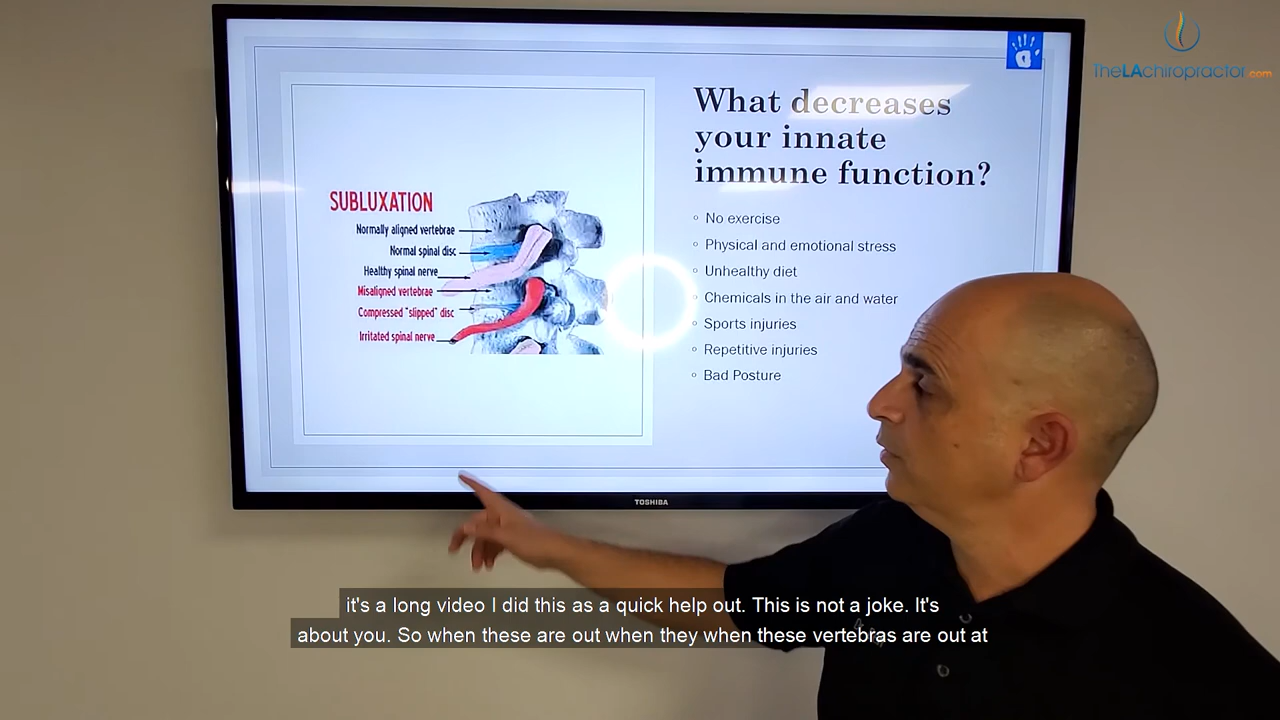 TheLAchiropractor.com
What decreases
your innate
immune function?
SUBLUXATION
Normally aligned vertebrae
Normal spinal disc
Healthy spinal nerve
Misaligned vertebrae
Compressed "slipped" disc
Irritated spinal nerve
No exercise
Physical and emotional stress
Unhealthy diet
Chemicals in the air and water
Sports injuries
Repetitive injuries
Bad Posture
TOSHIBA
it's a long video I did this as a quick help out. This is not a joke. It's
about you. So when these are out when they when these vertebras are out at